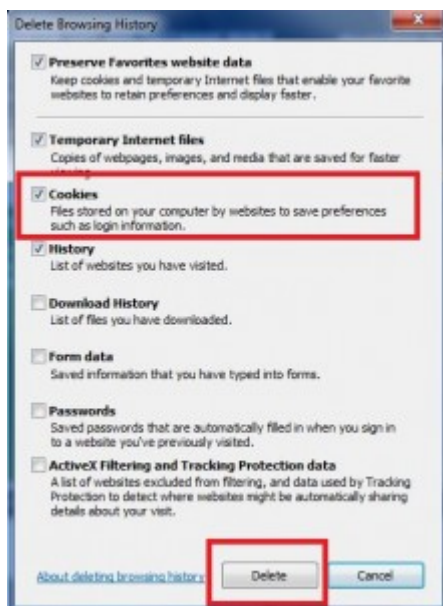 Delete Browsing History
Preserve Favorites website data
Keep cookies and temporary Internet files that enable your favorite
websites to retain preferences and display faster.
Temporary Internet files
Copies of webpages, images, and media that are saved for faster
Cookies
Files stored on your computer by websites to save preferences
such as login information.
History
List of websites you have visited.
Download History
List of files you have downloaded.
Form data
Saved information that you have typed into forms.
Passwords
Saved passwords that are automatically filled in when you sign in
to a website you've previously visited.
ActiveX Filtering and Tracking Protection data
A list of websites excluded from filtering, and data used by Tracking
Protection to detect where websites might be automatically sharing
details about your visit.
About deleting browsing history
Delete
Cancel